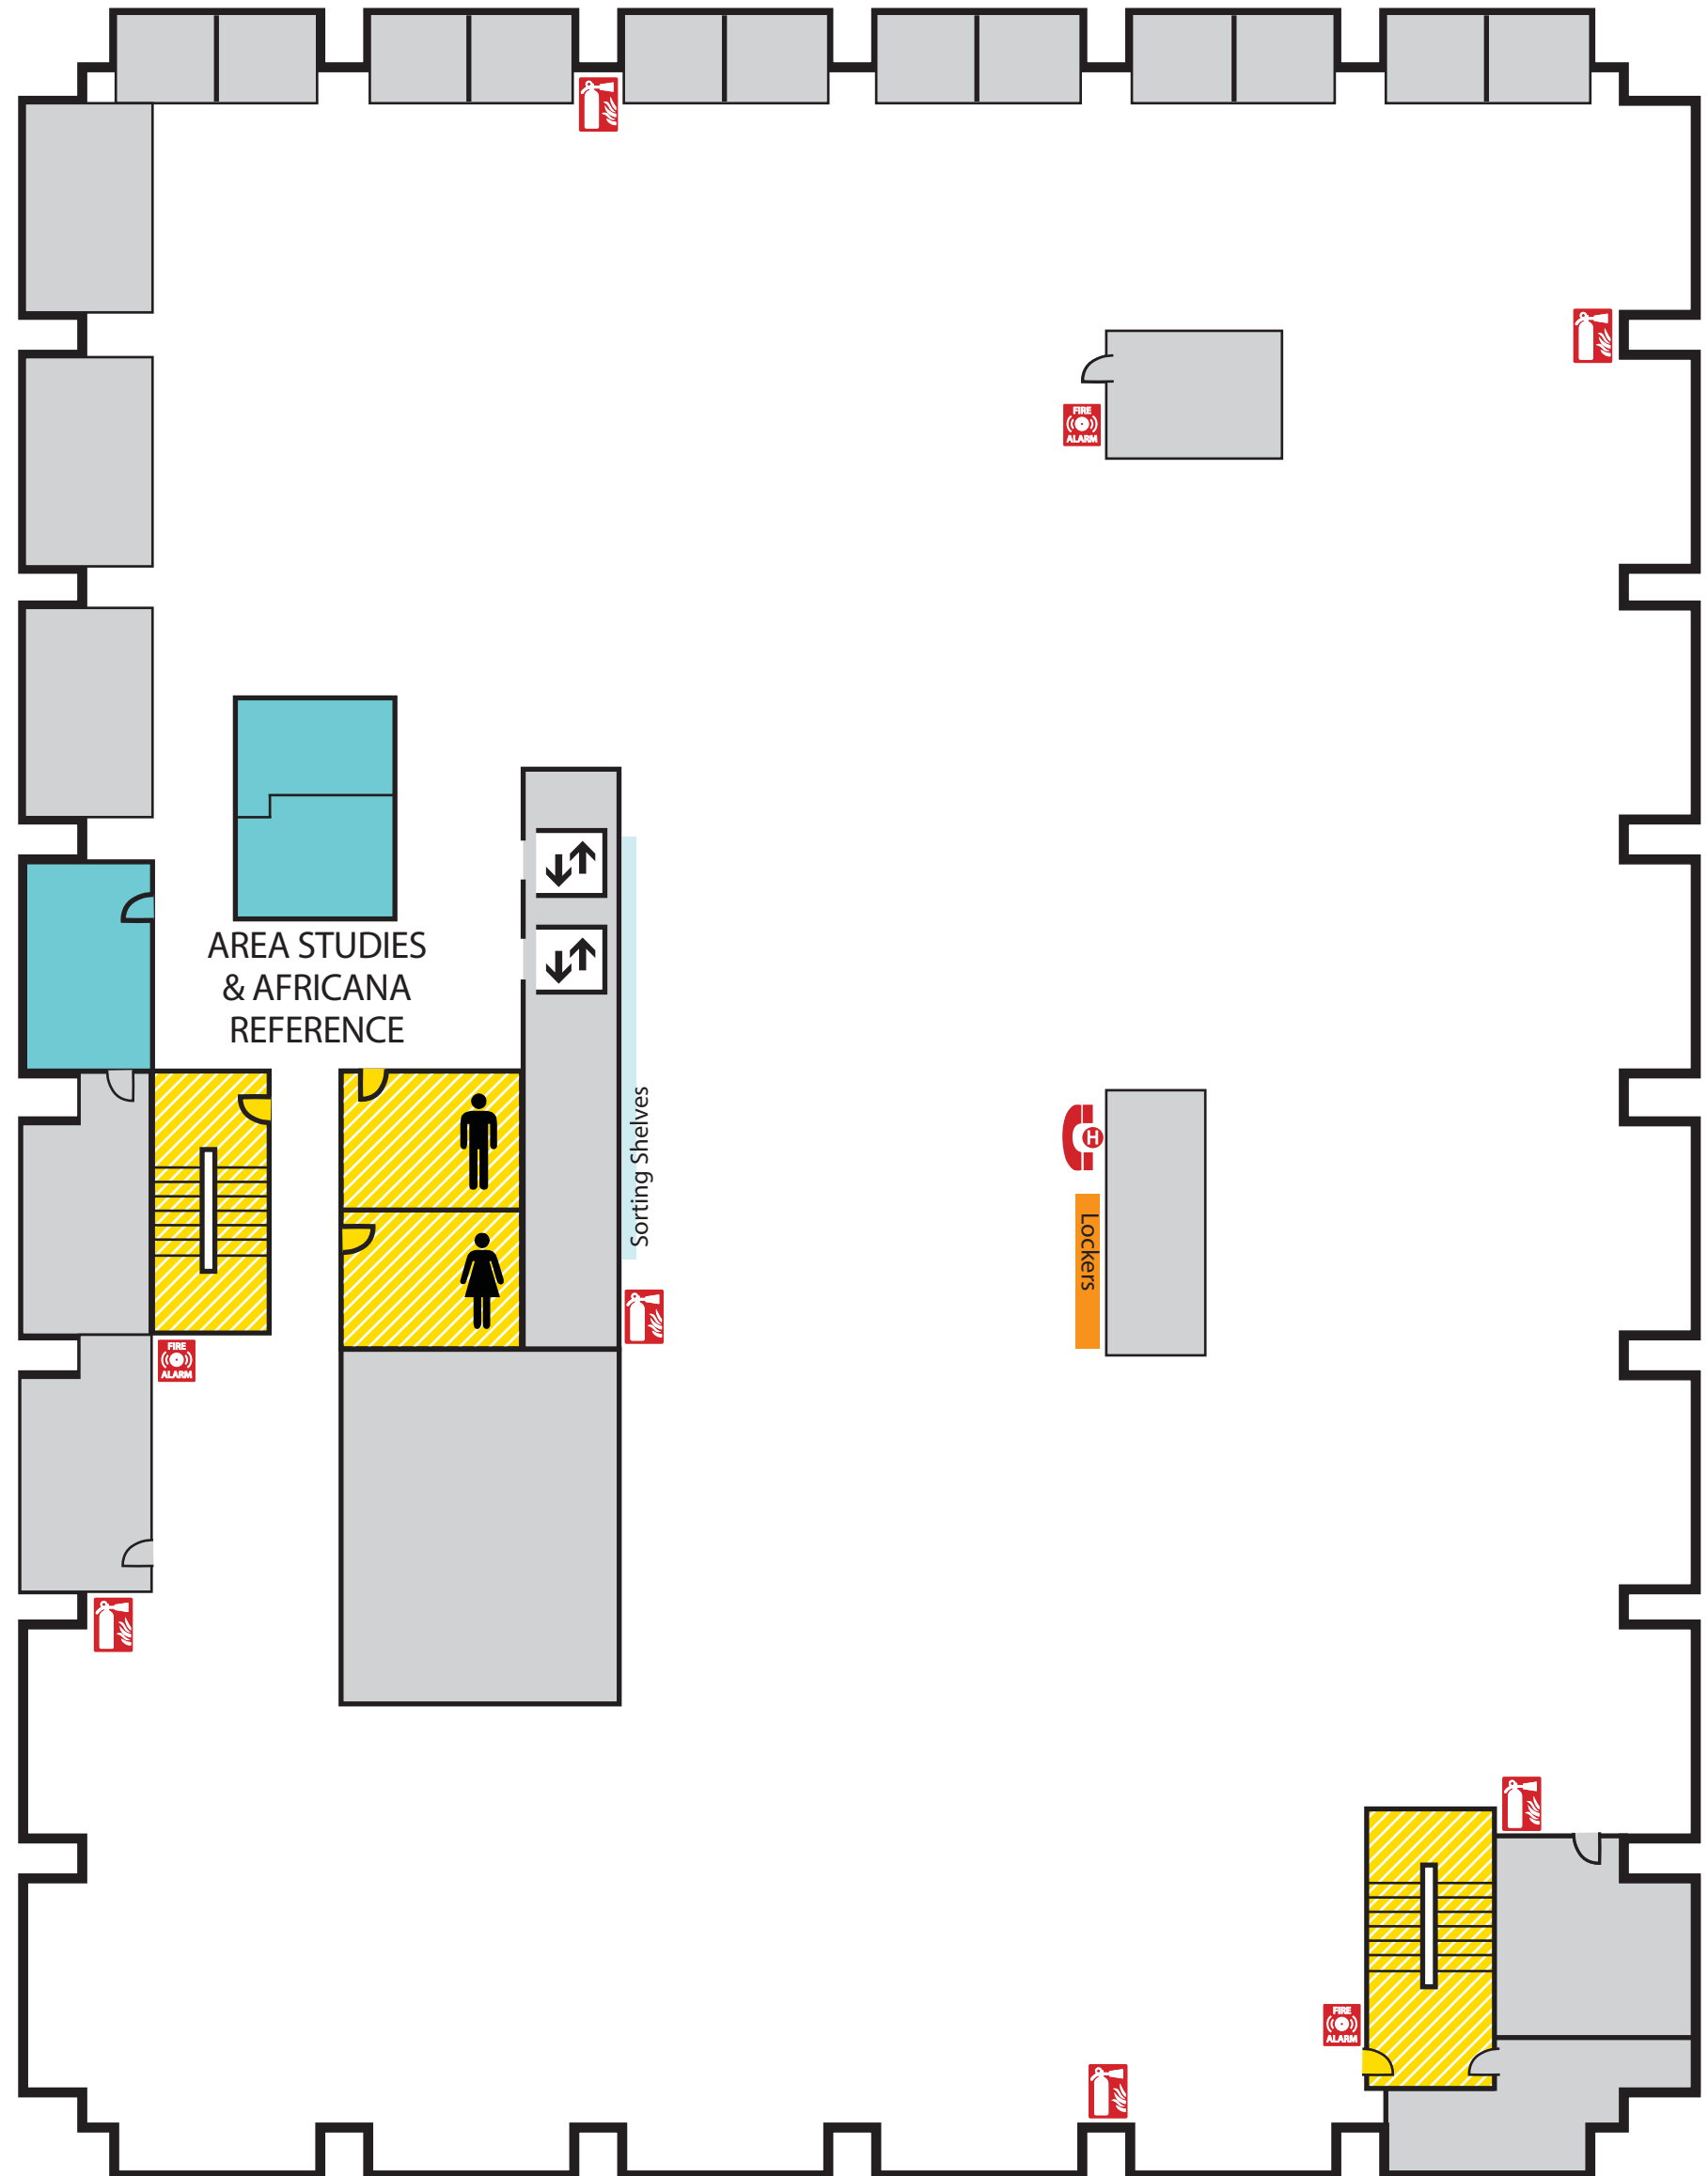 FIRE
ALARM
AREA STUDIES
& AFRICANA
REFERENCE
Sorting Shelves
H
Lockers
FIRE
ALARM
FIRE
ALARM